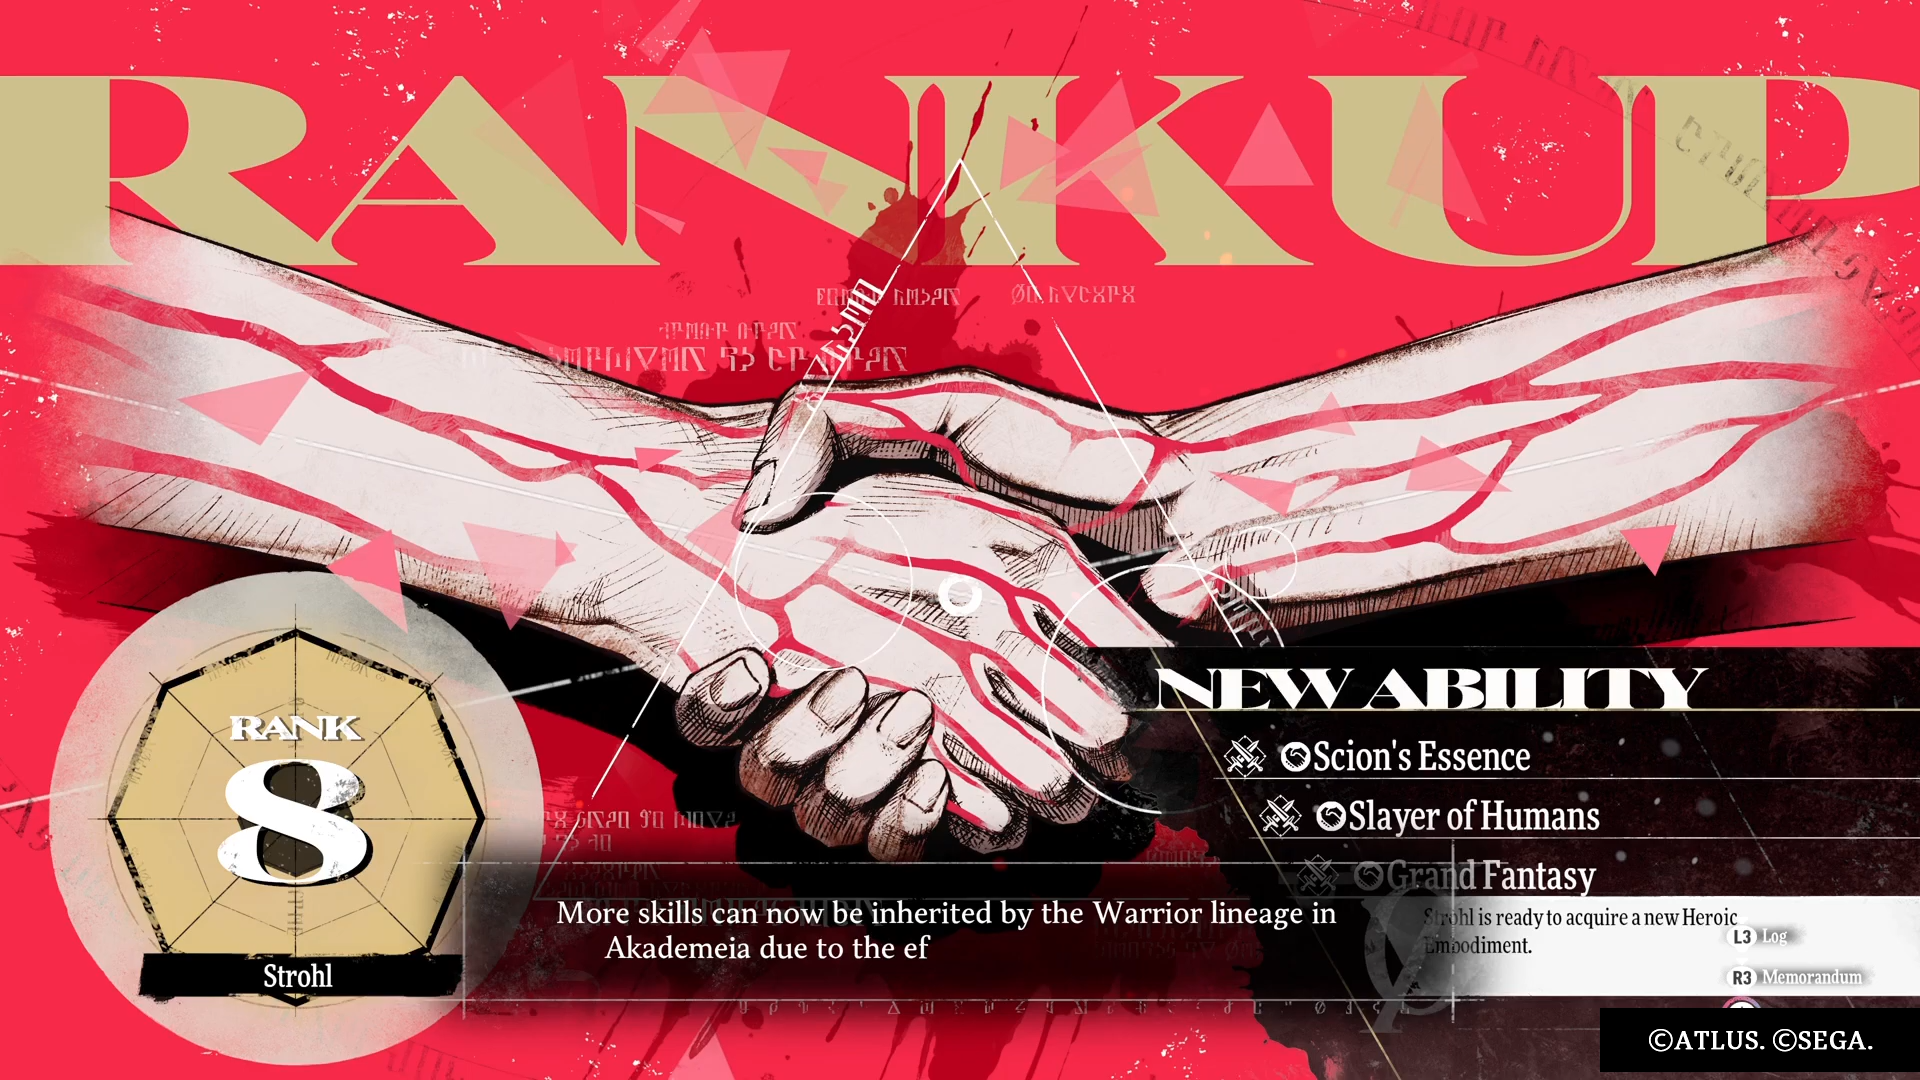 RANK UP
NEW ABILITY
Scion's Essence
Slayer of Humans
Grand Fantasy
RANK
8
Strohl
More skills can now be inherited by the Warrior lineage in
Akademeia due to the ef
Strohl is ready to acquire a new Heroic
Embodiment.
L3 Log
R3 Memorandum
©ATLUS. ©SEGA.